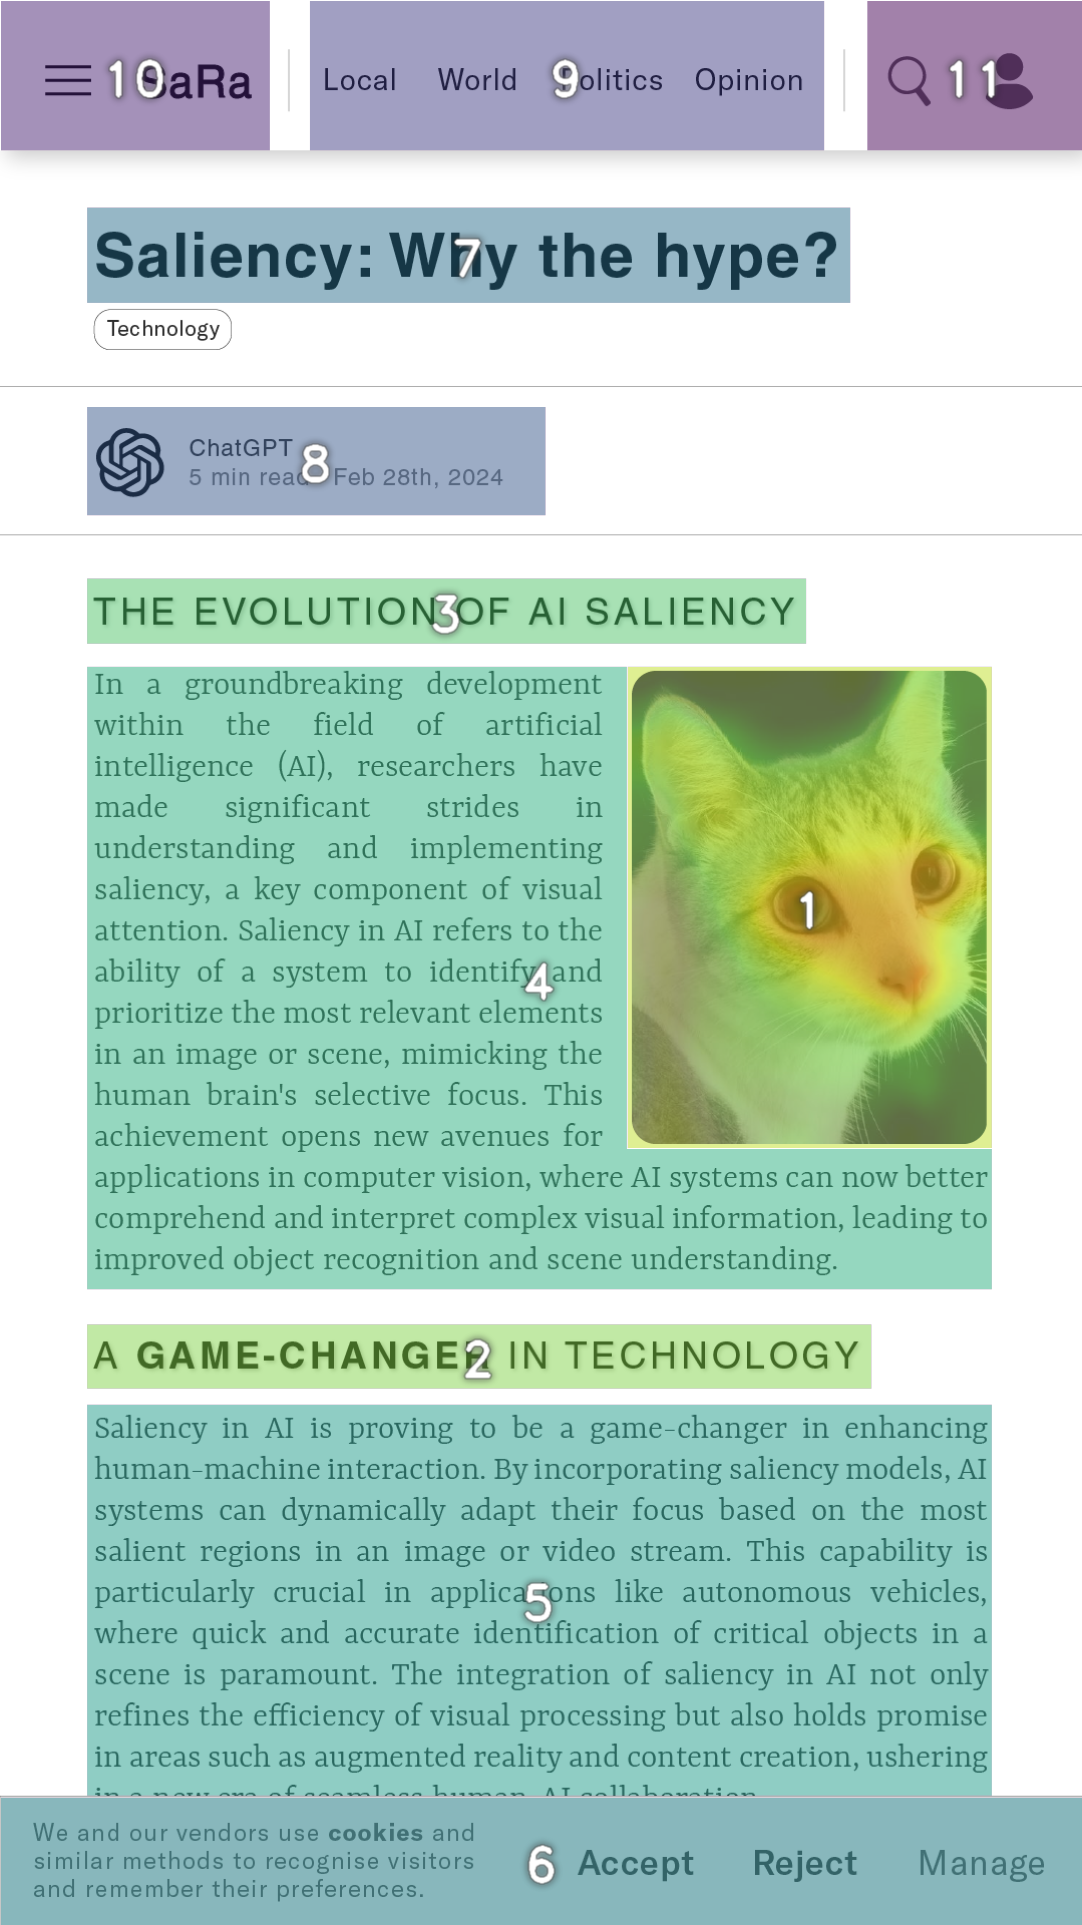 10 SaRa
Local World 9 Politics Opinion
11
Saliency: Why the hype?
7
Technology
ChatGPT
8
5 min read Feb 28th, 2024
THE EVOLUTION OF AI SALIENCY
3
In a groundbreaking development
within the field of artificial
intelligence (AI), researchers have
made significant strides in
understanding and implementing
saliency, a key component of visual
attention. Saliency in AI refers to the
ability of a system to identify and
prioritize the most relevant elements
in an image or scene, mimicking the
human brain's selective focus. This
achievement opens new avenues for
applications in computer vision, where AI systems can now better
comprehend and interpret complex visual information, leading to
improved object recognition and scene understanding.
4
1
A GAME-CHANGER IN TECHNOLOGY
2
Saliency in AI is proving to be a game-changer in enhancing
human-machine interaction. By incorporating saliency models, AI
systems can dynamically adapt their focus based on the most
salient regions in an image or video stream. This capability is
particularly crucial in applications like autonomous vehicles,
where quick and accurate identification of critical objects in a
scene is paramount. The integration of saliency in AI not only
refines the efficiency of visual processing but also holds promise
in areas such as augmented reality and content creation, ushering
in a new era of seamless human-AI collaboration.
5
We and our vendors use cookies and
similar methods to recognise visitors
and remember their preferences.
6 Accept Reject Manage